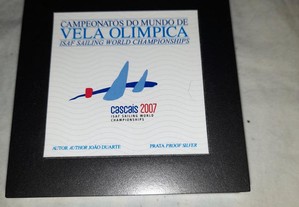 CAMPEONATOS DO MUNDO DE
VELA OLÍMPICA
ISAF SAILING WORLD CHAMPIONSHIPS
cascais 2007
ISAF SAILING WORLD
CHAMPIONSHIPS
AUTOR AUTHOR JOÃO DUARTE PRATA PROOF SILVER